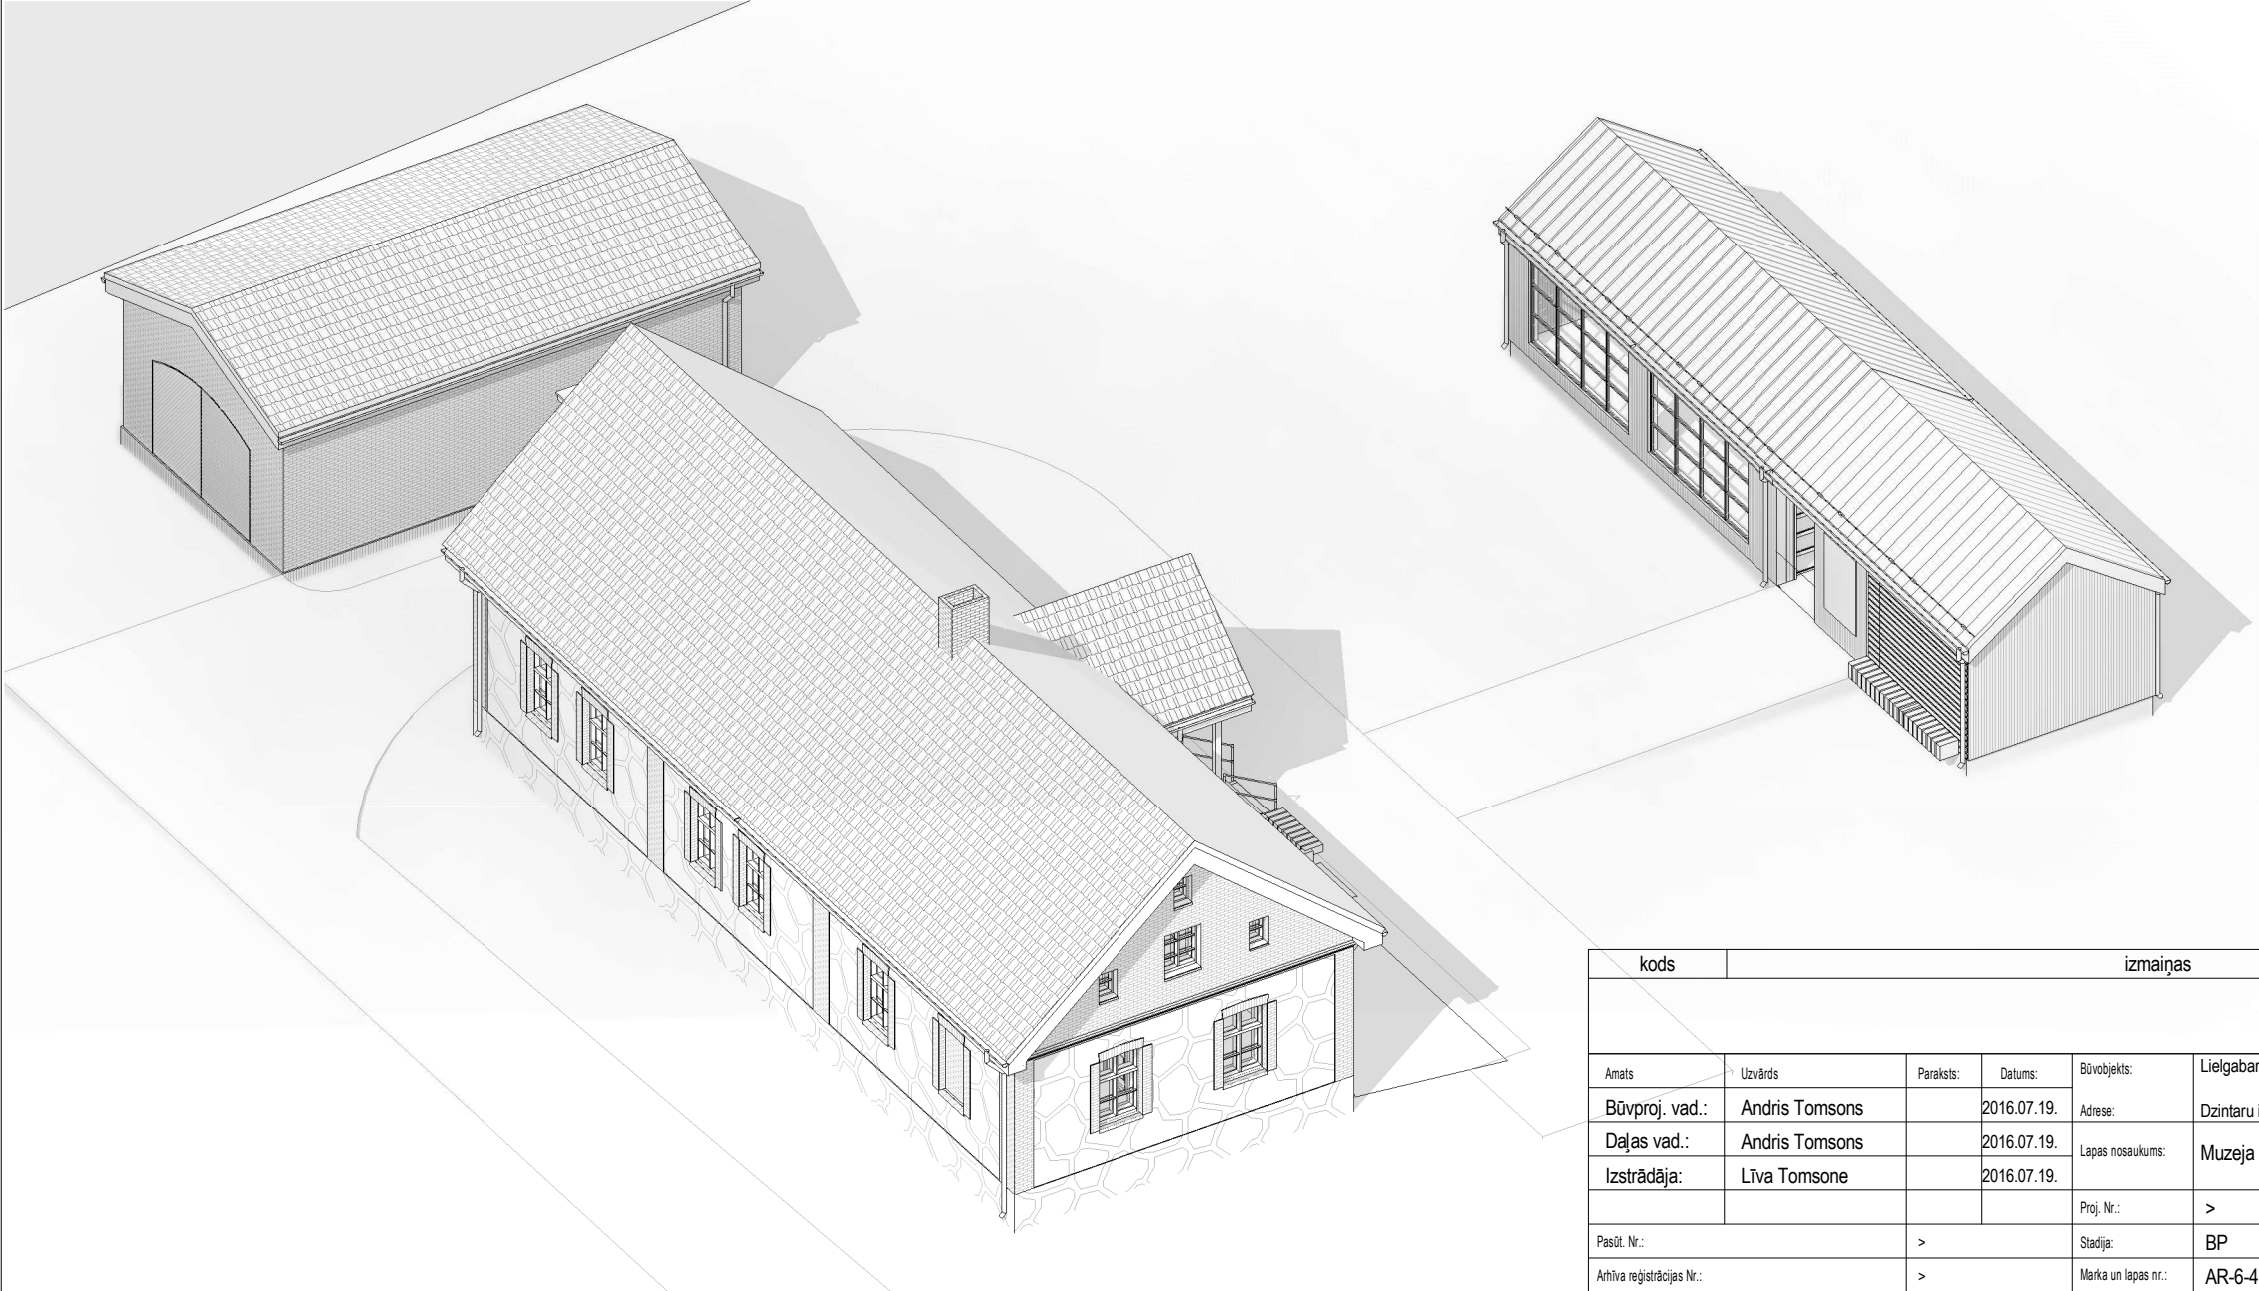 kods izmaiņas
Amats Uzvārds Paraksts: Datums: Būvobjekts:
Būvproj. vad.: Andris Tomsons 2016.07.19. Adrese: Dzintaru
Daļas vad.: Andris Tomsons 2016.07.19. Lapas nosaukums: Muzeja
Izstrādāja: Līva Tomsone 2016.07.19.
Proj. Nr.: >
Pasūt. Nr.: > Stadija: BP
Arhīva reģistrācijas Nr.: > Marka un lapas nr.: AR-6-4